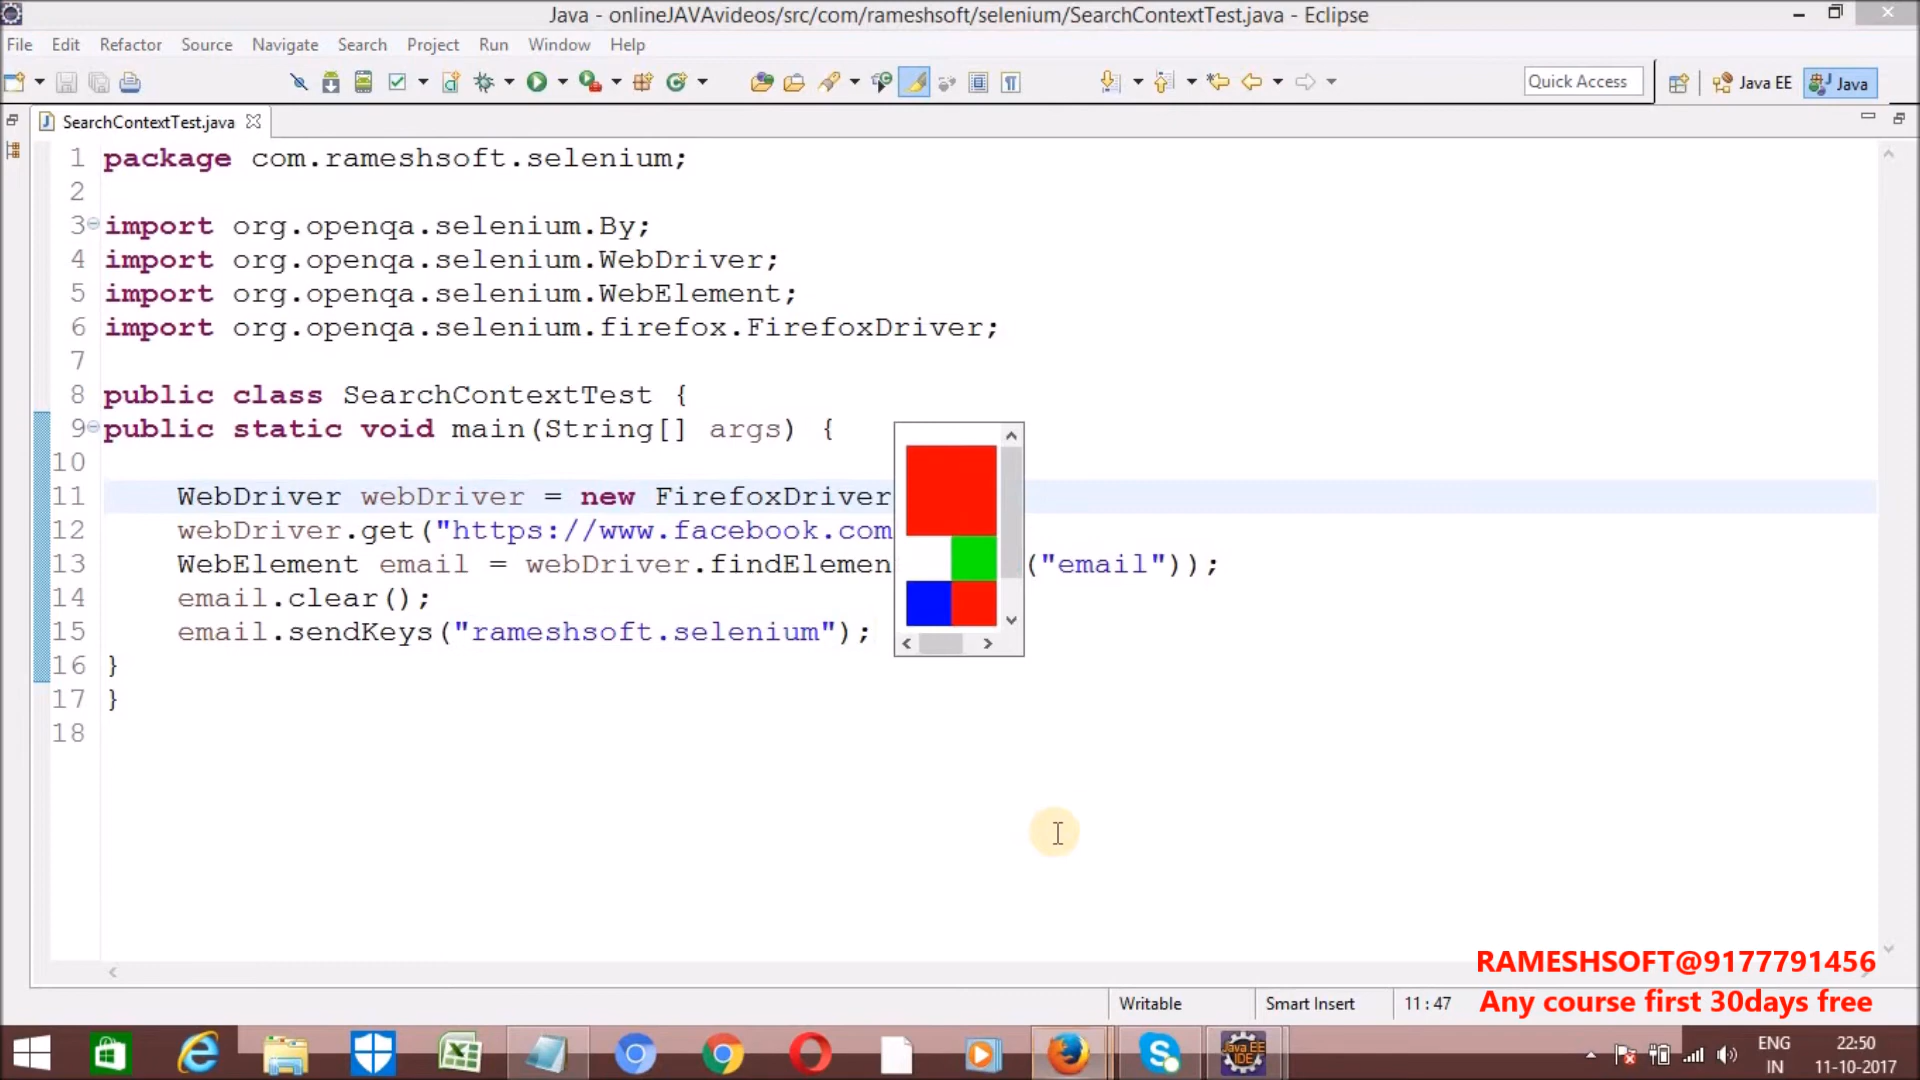 Java - onlineJAVAvideos/src/com/rameshsoft/selenium/SearchContextTest.java - Eclipse
File Edit Refactor Source Navigate Search Project Run Window Help
Quick Access Java EE Java
SearchContextTest.java
1 package com.rameshsoft.selenium;
2
3 import org.openqa.selenium.By;
4 import org.openqa.selenium.WebDriver;
5 import org.openqa.selenium.WebElement;
6 import org.openqa.selenium.firefox.FirefoxDriver;
7
8 public class SearchContextTest {
9 public static void main(String[] args) {
10
11 WebDriver webDriver = new FirefoxDriver
12 webDriver.get("https://www.facebook.com
13 WebElement email = webDriver.findElemen ("email"));
14 email.clear();
15 email.sendKeys("rameshsoft.selenium");
16 }
17 }
18
RAMESHSOFT@9177791456
Writable Smart Insert 11 : 47 Any course first 30days free
Java EE
IDE
ENG 22:50
IN 11-10-2017